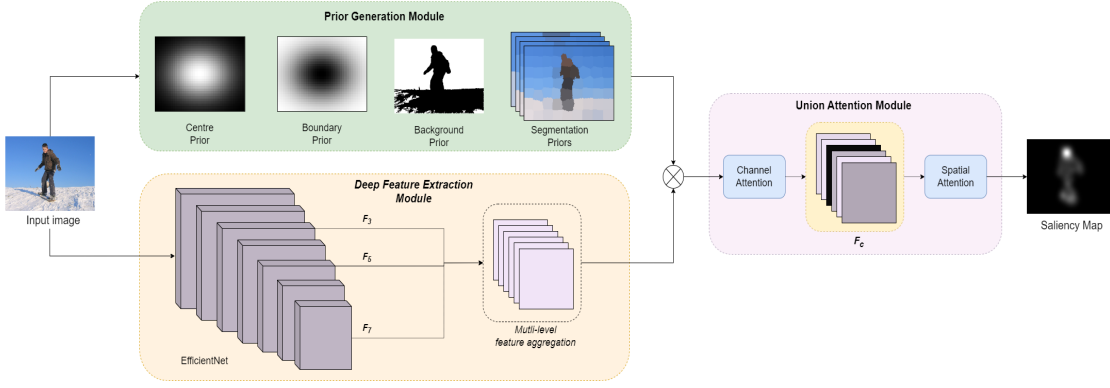 Prior Generation Module
Centre
Prior
Boundary
Prior
Background
Prior
Segmentation
Priors
Input image
Deep Feature Extraction
Module
F3
F5
F7
EfficientNet
Mutli-level
feature aggregation
Union Attention Module
Channel
Attention
Fc
Spatial
Attention
Saliency Map